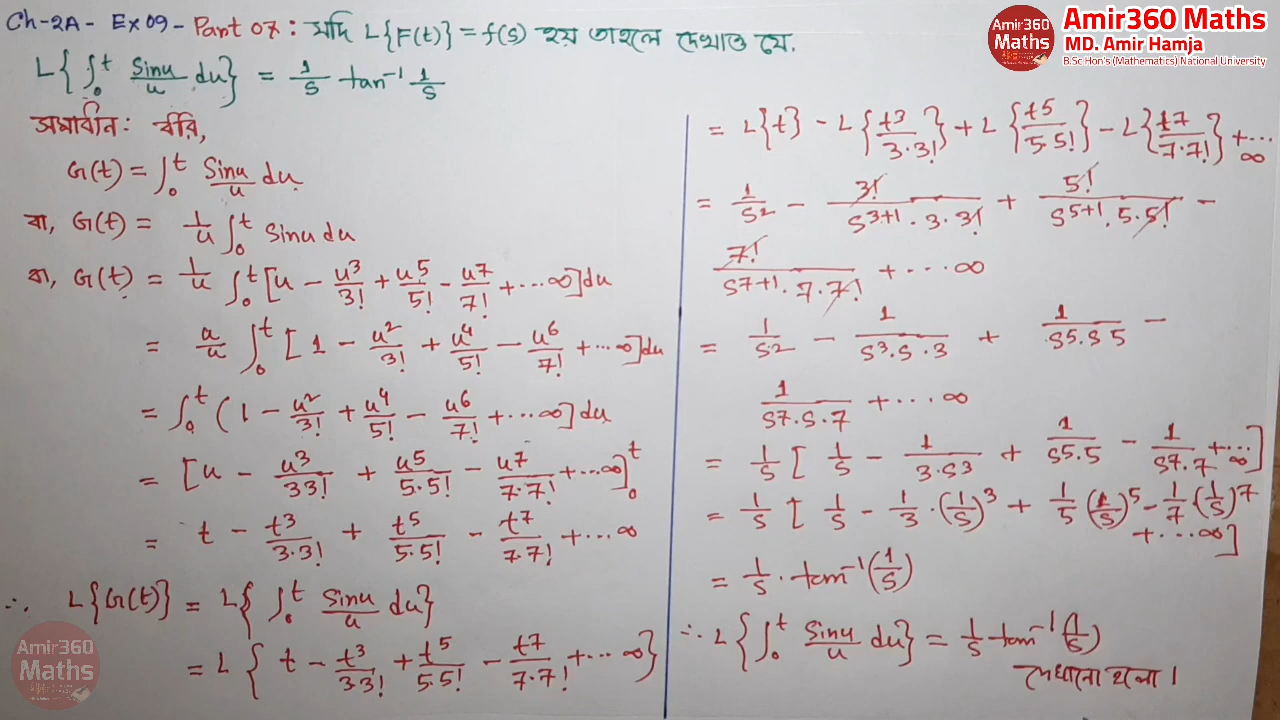 Ch-2A - Ex 09 - Part 07 : যদি L{F(t)} = f(s) হয় তাহলে দেখাও যে.
L{∫₀ᵗ Sinu/u du} = 1/s tan⁻¹ 1/s
সমাধান: ধরি,
G(t) = ∫₀ᵗ Sinu/u du
বা, G(t) = 1/u ∫₀ᵗ Sinu du
বা, G(t) = 1/u ∫₀ᵗ [u - u³/3! + u⁵/5! - u⁷/7! + ... ∞] du
= u/u ∫₀ᵗ [1 - u²/3! + u⁴/5! - u⁶/7! + ... ∞] du
= ∫₀ᵗ (1 - u²/3! + u⁴/5! - u⁶/7! + ... ∞] du
= [u - u³/33! + u⁵/5.5! - u⁷/7.7! + ... ∞]₀ᵗ
= t - t³/3.3! + t⁵/5.5! - t⁷/7.7! + ... ∞
∴ L{G(t)} = L{∫₀ᵗ Sinu/u du}
= L{t - t³/3.3! + t⁵/5.5! - t⁷/7.7! + ... ∞}
= L{t} - L{t³/3.3!} + L{t⁵/5.5!} - L{t⁷/7.7!} + ... ∞
= 1/s² - 3!/s³⁺¹.3.3! + 5!/s⁵⁺¹.5.5! -
7!/s⁷⁺¹.7.7! + ... ∞
= 1/s² - 1/s³.s.3 + 1/s⁵.s5 -
1/s⁷.s.7 + ... ∞
= 1/s [1/s - 1/3.s³ + 1/s⁵.5 - 1/s⁷.7 + ... ∞]
= 1/s [1/s - 1/3.(1/s)³ + 1/5 (1/s)⁵ - 1/7 (1/s)⁷
+ ... ∞]
= 1/s . tan⁻¹(1/s)
∴ L{∫₀ᵗ Sinu/u du} = 1/s tan⁻¹(1/s)
দেখানো হলো।
Amir360
Maths
Amir360 Maths
MD. Amir Hamja
B.Sc Hon's (Mathematics) National University
Amir360
Maths